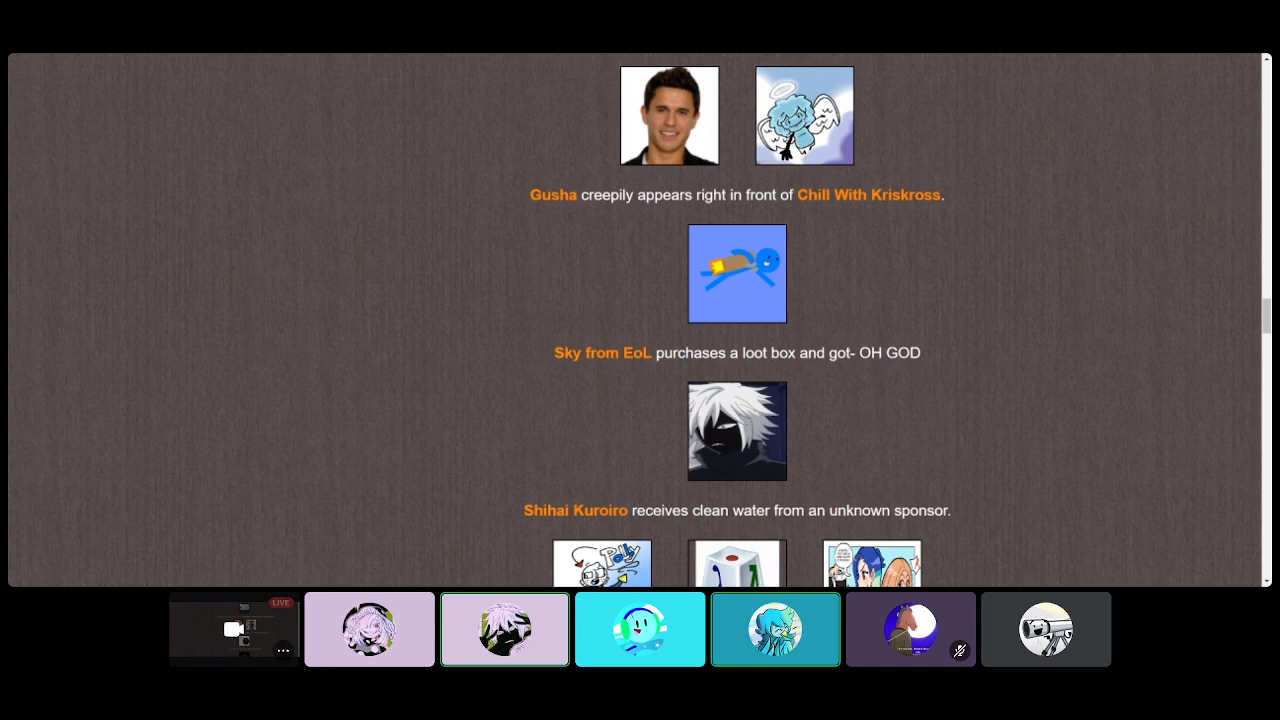 Gusha creepily appears right in front of Chill With Kriskross.
Sky from EoL purchases a loot box and got- OH GOD
Shihai Kuroiro receives clean water from an unknown sponsor.
Polly
LIVE